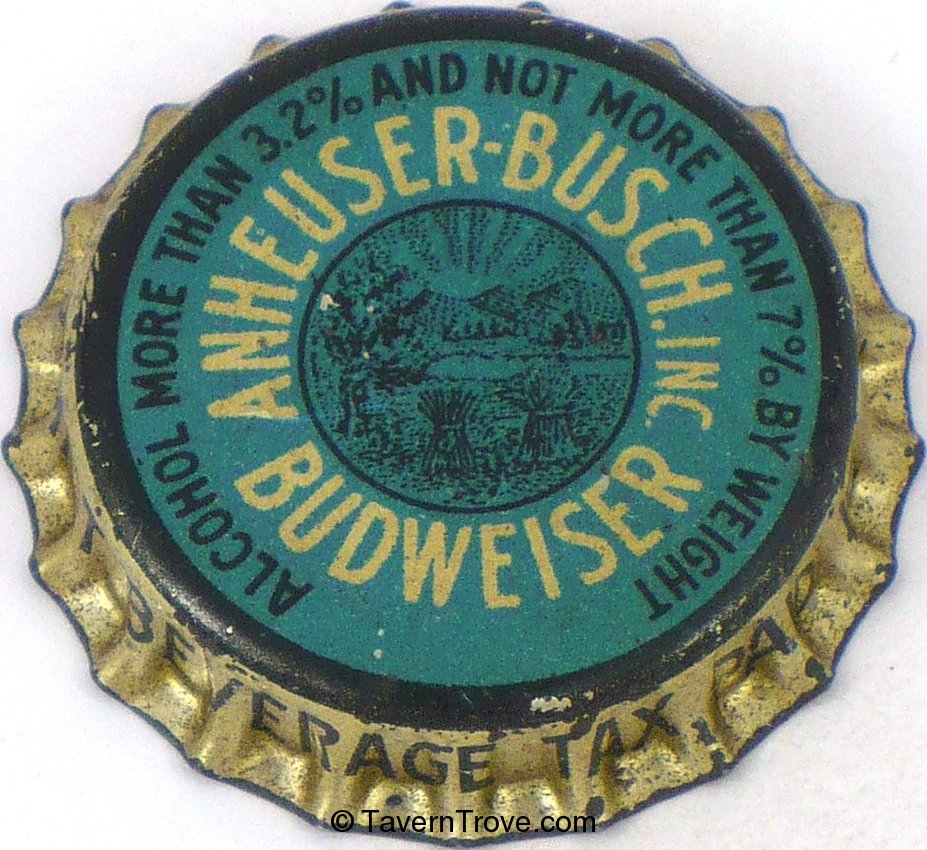 ALCOHOL MORE THAN 3.2% AND NOT MORE THAN 7% BY WEIGHT
ANHEUSER-BUSCH. INC
BUDWEISER
BEVERAGE TAX PAID
© TavernTrove.com